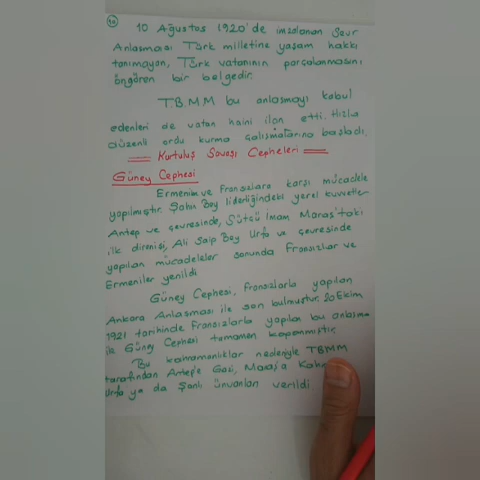 10 Ağustos 1920'de imzalanan Sevr
Anlaşması Türk milletine yaşam hakkı
tanımayan, Türk vatanının parçalanmasını
öngören bir belgedir.
T.B.MM bu anlaşmayı kabul
edenleri de vatan haini ilan etti. Hızla
düzenli ordu kurma çalışmalarına başladı.
Kurtuluş Savaşı Cepheleri
Güney Cephesi
Ermeni ve Fransızlara karşı mücadele
yapılmıştır. Şahin Bey liderliğindeki yerel kuvvetler
Antep ve çevresinde, Sütçü İmam Maraş'taki
ilk direnişi, Ali Saip Bey Urfa ve çevresinde
yapılan mücadeleler sonunda Fransızlar ve
Ermeniler yenildi
Güney Cephesi, Fransızlarla yapılan
Ankara Anlaşması ile son bulmuştur. 20 Ekim
1921 tarihinde Fransızlarla yapılan bu anlaşma
ile Güney Cephesi tamamen kapanmıştır.
Bu kahramanlıklar nedeniyle TBMM
tarafından Antep'e Gazi, Maraş'a
Urfa ya da Şanlı ünvanları verildi